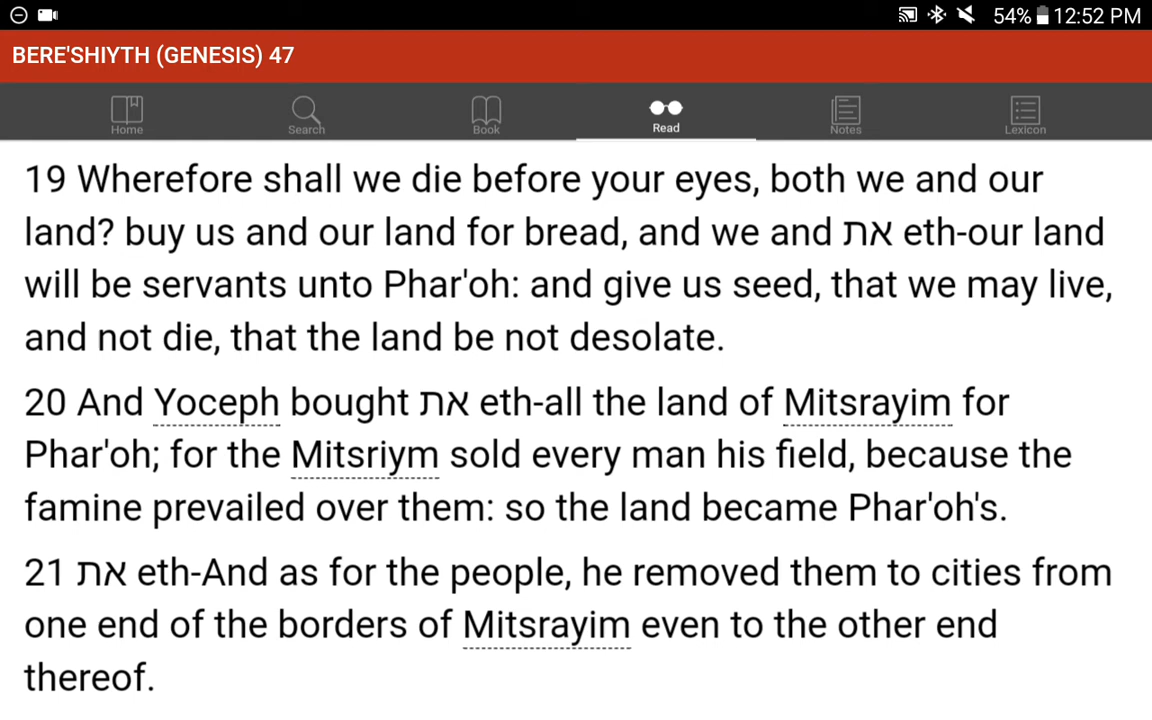 54% 12:52 PM
BERE'SHIYTH (GENESIS) 47
Home Search Book Read Notes Lexicon
19 Wherefore shall we die before your eyes, both we and our
land? buy us and our land for bread, and we and את eth-our land
will be servants unto Phar'oh: and give us seed, that we may live,
and not die, that the land be not desolate.
20 And Yoceph bought את eth-all the land of Mitsrayim for
Phar'oh; for the Mitsriym sold every man his field, because the
famine prevailed over them: so the land became Phar'oh's.
21 את eth-And as for the people, he removed them to cities from
one end of the borders of Mitsrayim even to the other end
thereof.